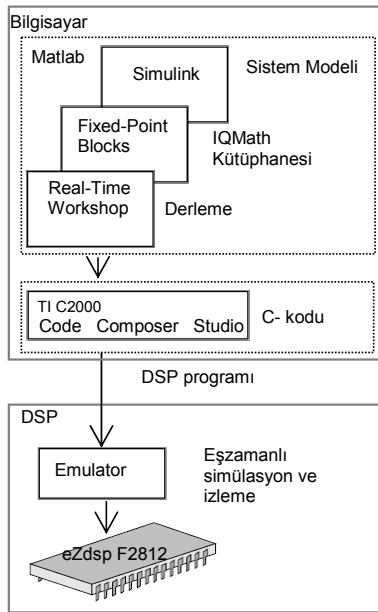 Bilgisayar
Matlab
Simulink
Sistem Modeli
Fixed-Point
Blocks
IQMath
Kütüphanesi
Real-Time
Workshop
Derleme
TI C2000
Code Composer Studio
C- kodu
DSP programı
DSP
Emulator
Eşzamanlı
simülasyon ve
izleme
eZdsp F2812